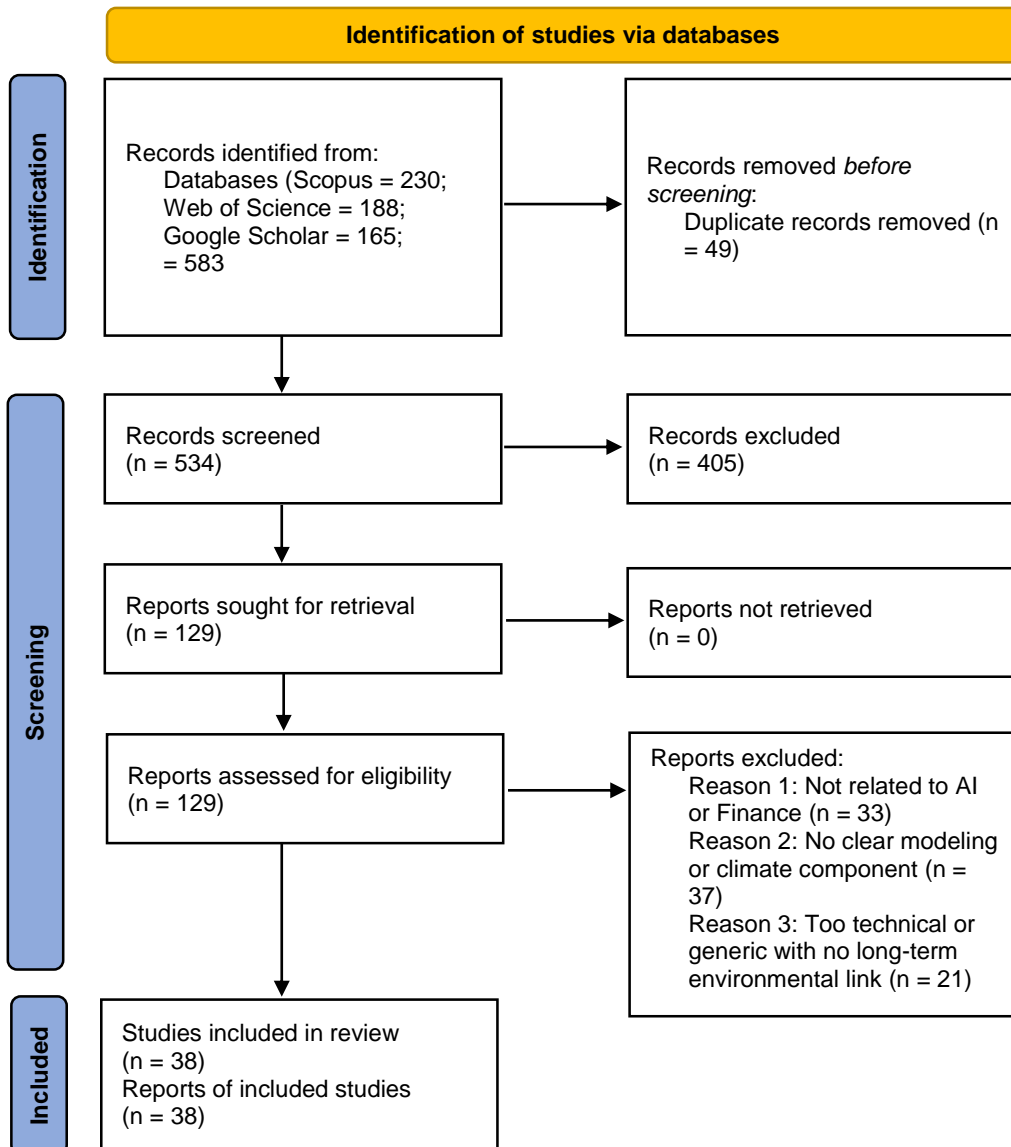 Identification of studies via databases
Identification
Records identified from:
Databases (Scopus = 230;
Web of Science = 188;
Google Scholar = 165;
= 583
Records removed before
screening:
Duplicate records removed (n
= 49)
Screening
Records screened
(n = 534)
Records excluded
(n = 405)
Reports sought for retrieval
(n = 129)
Reports not retrieved
(n = 0)
Reports assessed for eligibility
(n = 129)
Reports excluded:
Reason 1: Not related to AI
or Finance (n = 33)
Reason 2: No clear modeling
or climate component (n =
37)
Reason 3: Too technical or
generic with no long-term
environmental link (n = 21)
Included
Studies included in review
(n = 38)
Reports of included studies
(n = 38)